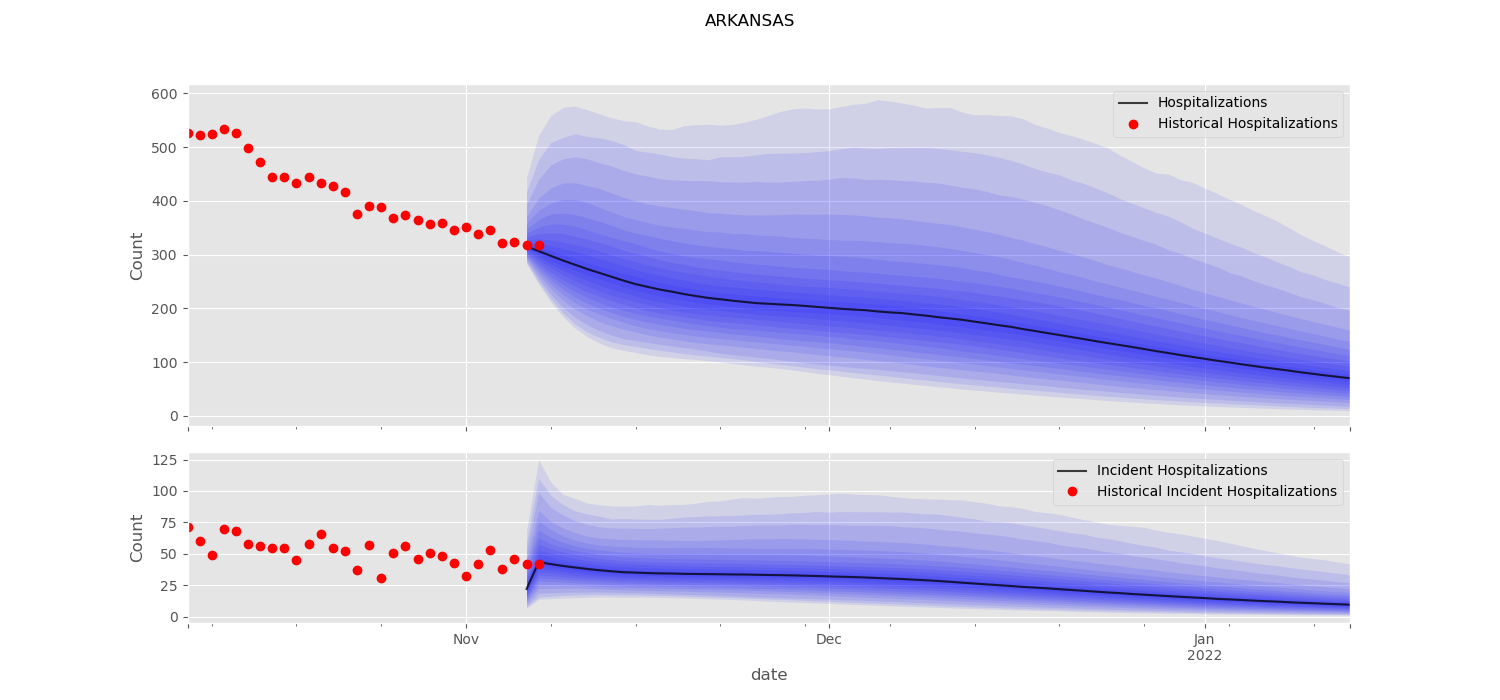 ARKANSAS
600
500
400
300
200
100
0
Count
Hospitalizations
Historical Hospitalizations
125
100
75
50
25
0
Count
Incident Hospitalizations
Historical Incident Hospitalizations
Nov
Dec
Jan
2022
date